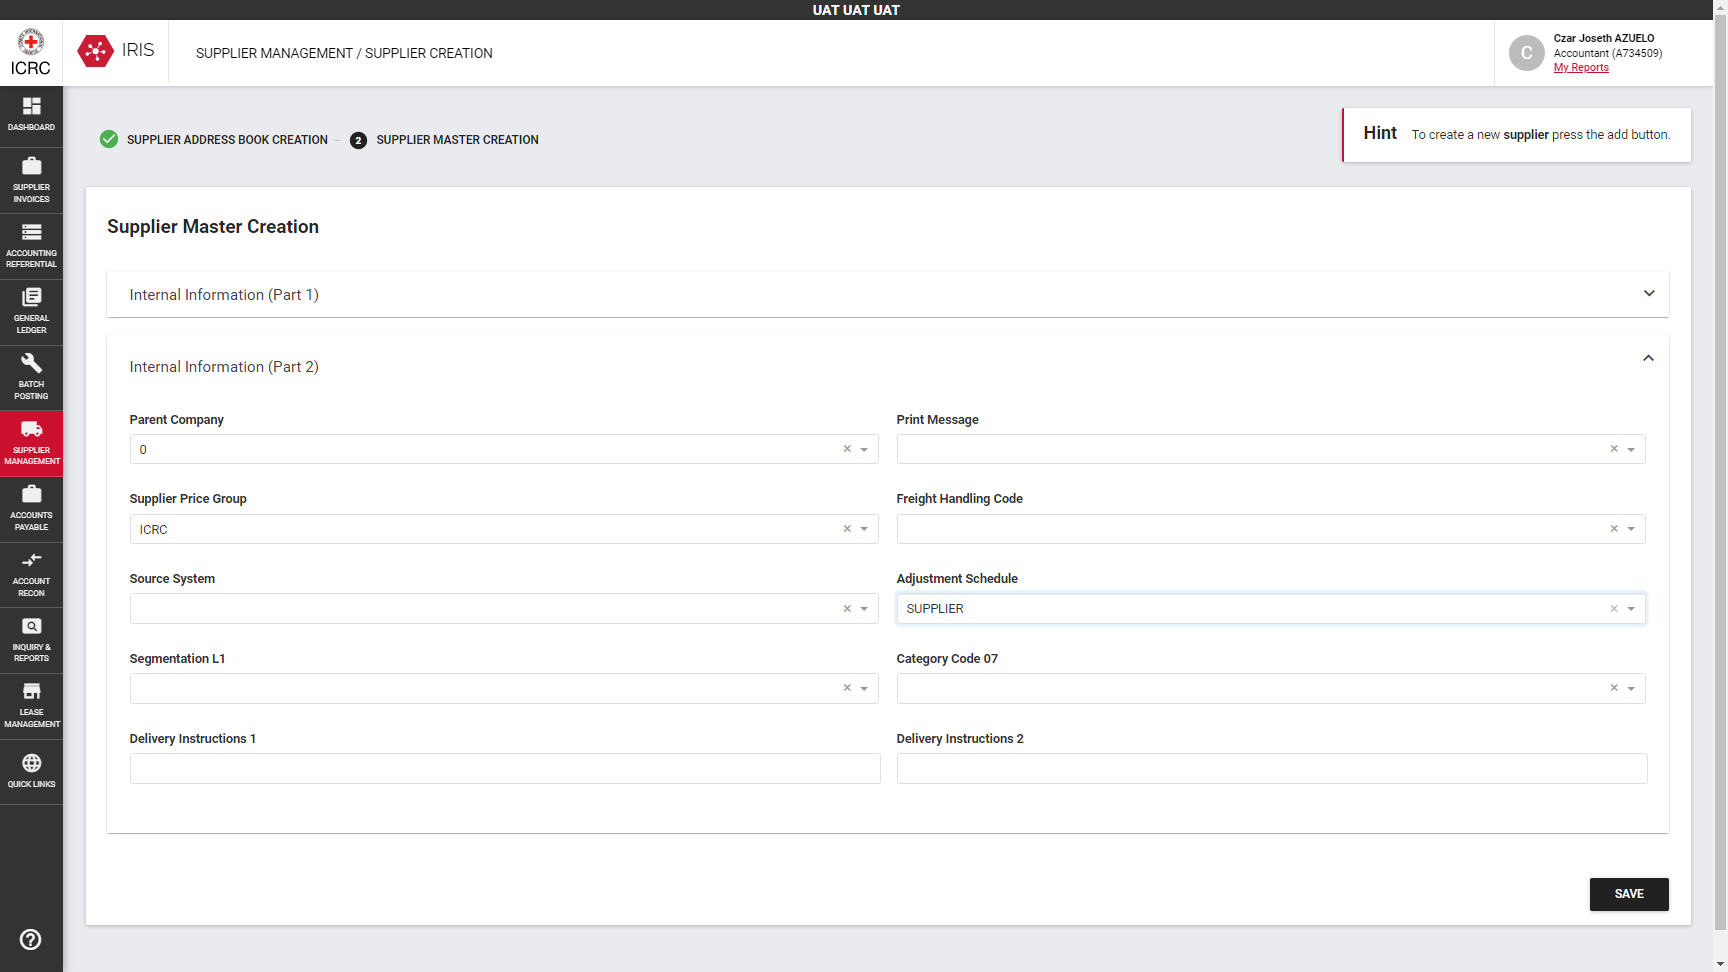 UAT UAT UAT
ICRC
IRIS
SUPPLIER MANAGEMENT / SUPPLIER CREATION
C
Czar Joseth AZUELO
Accountant (A734509)
My Reports
DASHBOARD
SUPPLIER
INVOICES
ACCOUNTING
REFERENTIAL
GENERAL
LEDGER
BATCH
POSTING
SUPPLIER
MANAGEMENT
ACCOUNTS
PAYABLE
ACCOUNT
RECON
INQUIRY &
REPORTS
LEASE
MANAGEMENT
QUICK LINKS
SUPPLIER ADDRESS BOOK CREATION
2 SUPPLIER MASTER CREATION
Hint To create a new supplier press the add button.
Supplier Master Creation
Internal Information (Part 1)
Internal Information (Part 2)
Parent Company
0
Print Message
Supplier Price Group
ICRC
Freight Handling Code
Source System
Adjustment Schedule
SUPPLIER
Segmentation L1
Category Code 07
Delivery Instructions 1
Delivery Instructions 2
SAVE